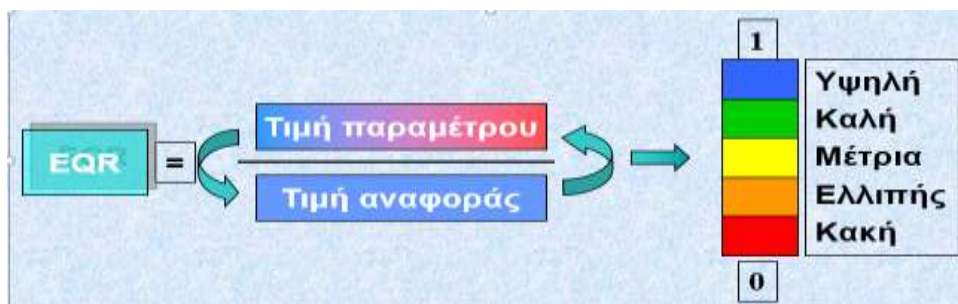 EQR
=
Τιμή παραμέτρου
Τιμή αναφοράς
1
Υψηλή
Καλή
Μέτρια
Ελλιπής
Κακή
0